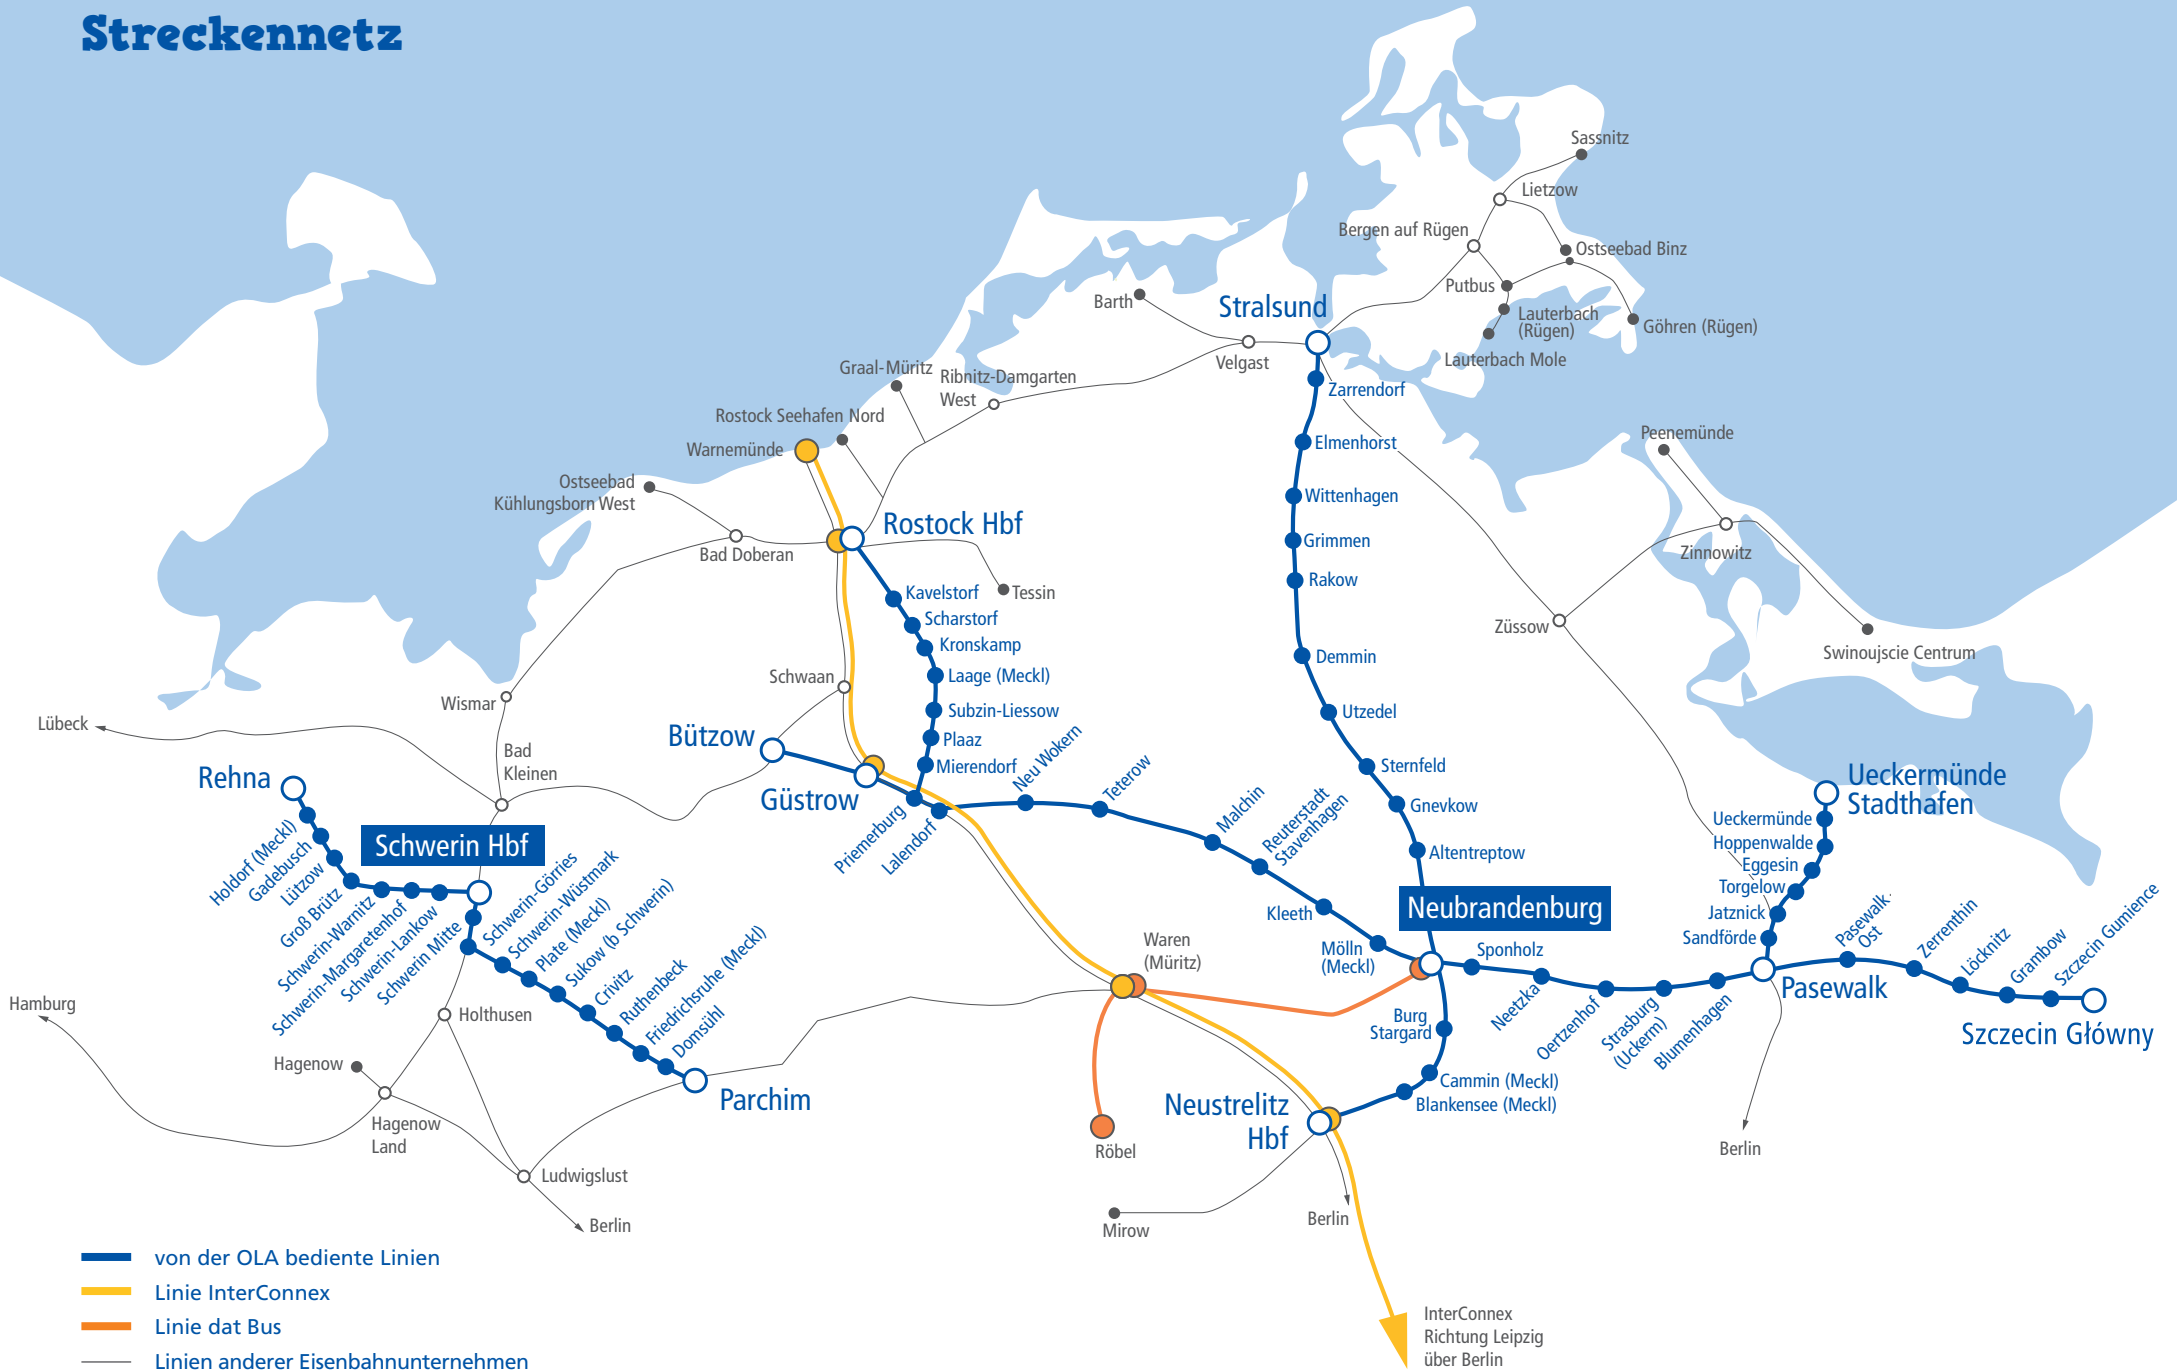 Streckennetz
Sassnitz
Lietzow
Bergen auf Rügen
Ostseebad Binz
Putbus
Lauterbach
(Rügen)
Göhren (Rügen)
Lauterbach Mole
Barth
Stralsund
Velgast
Graal-Müritz
Ribnitz-Damgarten
West
Rostock Seehafen Nord
Warnemünde
Zarrendorf
Elmenhorst
Peenemünde
Ostseebad
Kühlungsborn West
Wittenhagen
Rostock Hbf
Bad Doberan
Grimmen
Zinnowitz
Rakow
Kavelstorf
Tessin
Scharstorf
Kronskamp
Züssow
Swinoujscie Centrum
Demmin
Schwaan
Laage (Meckl)
Wismar
Subzin-Liessow
Utzedel
Lübeck
Bützow
Plaaz
Bad
Kleinen
Mierendorf
Neu Wokern
Teterow
Sternfeld
Rehna
Güstrow
Malchin
Reuterstadt
Stavenhagen
Gnevkow
Ueckermünde
Stadthafen
Ueckermünde
Hoppenwalde
Eggesin
Torgelow
Jatznick
Sandförde
Priemerburg
Lalendorf
Altentreptow
Schwerin Hbf
Holdorf (Meckl)
Gadebusch
Lützow
Groß Brütz
Schwerin-Warnitz
Schwerin-Margaretenhof
Schwerin-Lankow
Schwerin Mitte
Schwerin-Görries
Schwerin-Wüstmark
Plate (Meckl)
Sukow (b Schwerin)
Crivitz
Ruthenbeck
Friedrichsruhe (Meckl)
Domsühl
Parchim
Kleeth
Neubrandenburg
Mölln
(Meckl)
Sponholz
Neetzka
Oertzenhof
Strasburg
(Uckerm)
Blumenhagen
Pasewalk
Pasewalk-
Ost
Zerrenthin
Löcknitz
Grambow
Szczecin Gumience
Szczecin Główny
Waren
(Müritz)
Burg
Stargard
Cammin (Meckl)
Blankensee (Meckl)
Neustrelitz
Hbf
Hamburg
Holthusen
Hagenow
Hagenow
Land
Ludwigslust
Berlin
Röbel
Mirow
Berlin
Berlin
InterConnex
Richtung Leipzig
über Berlin
von der OLA bediente Linien
Linie InterConnex
Linie dat Bus
Linien anderer Eisenbahnunternehmen